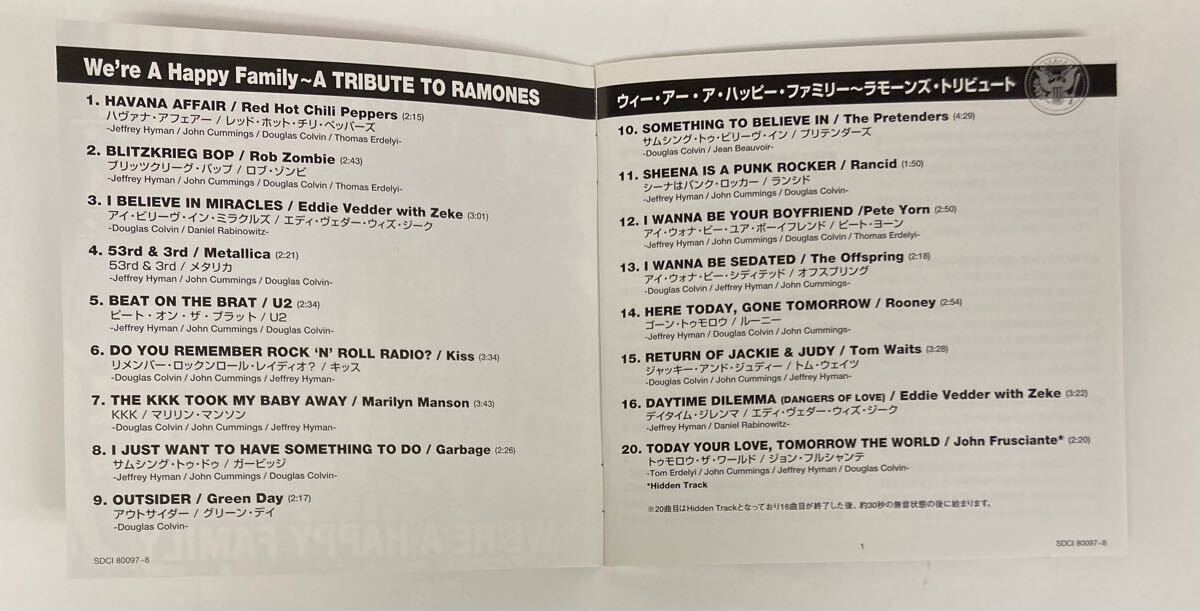 We're A Happy Family~A TRIBUTE TO RAMONES
1. HAVANA AFFAIR / Red Hot Chili Peppers (2:15)
ハヴァナ・アフェアー / レッド・ホット・チリ・ペッパーズ
-Jeffrey Hyman / John Cummings / Douglas Colvin / Thomas Erdelyi-
2. BLITZKRIEG BOP / Rob Zombie (2:43)
ブリッツクリーグ・バップ / ロブ・ゾンビ
-Jeffrey Hyman / John Cummings / Douglas Colvin / Thomas Erdelyi-
3. I BELIEVE IN MIRACLES / Eddie Vedder with Zeke (3:01)
アイ・ビリーヴ・イン・ミラクルズ / エディ・ヴェダー・ウィズ・ジーク
-Douglas Colvin / Daniel Rabinowitz-
4. 53rd & 3rd / Metallica (2:21)
53rd & 3rd / メタリカ
-Jeffrey Hyman / John Cummings / Douglas Colvin-
5. BEAT ON THE BRAT / U2 (2:34)
ビート・オン・ザ・ブラット / U2
-Jeffrey Hyman / John Cummings / Douglas Colvin-
6. DO YOU REMEMBER ROCK 'N' ROLL RADIO? / Kiss (3:34)
リメンバー・ロックンロール・レイディオ? / キッス
-Douglas Colvin / John Cummings / Jeffrey Hyman-
7. THE KKK TOOK MY BABY AWAY / Marilyn Manson (3:43)
KKK / マリリン・マンソン
-Douglas Colvin / John Cummings / Jeffrey Hyman-
8. I JUST WANT TO HAVE SOMETHING TO DO / Garbage (2:26)
サムシング・トゥ・ドゥ / ガービッジ
-Jeffrey Hyman / John Cummings / Douglas Colvin-
9. OUTSIDER / Green Day (2:17)
アウトサイダー / グリーン・デイ
-Douglas Colvin-
SDCI 80097~8
ウィー・アー・ア・ハッピー・ファミリー~ラモーンズ・トリビュート
10. SOMETHING TO BELIEVE IN / The Pretenders (4:29)
サムシング・トゥ・ビリーヴ・イン / プリテンダーズ
-Douglas Colvin / Jean Beauvoir-
11. SHEENA IS A PUNK ROCKER / Rancid (1:50)
シーナはパンク・ロッカー / ランシド
-Jeffrey Hyman / John Cummings / Douglas Colvin-
12. I WANNA BE YOUR BOYFRIEND /Pete Yorn (2:50)
アイ・ウォナ・ビー・ユア・ボーイフレンド / ピート・ヨーン
-Jeffrey Hyman / John Cummings / Douglas Colvin / Thomas Erdelyi-
13. I WANNA BE SEDATED / The Offspring (2:18)
アイ・ウォナ・ビー・シディテッド / オフスプリング
-Douglas Colvin / Jeffrey Hyman / John Cummings-
14. HERE TODAY, GONE TOMORROW / Rooney (2:54)
ゴーン・トゥモロウ / ルーニー
-Jeffrey Hyman / Douglas Colvin / John Cummings-
15. RETURN OF JACKIE & JUDY / Tom Waits (3:28)
ジャッキー・アンド・ジュディー / トム・ウェイツ
-Douglas Colvin / John Cummings / Jeffrey Hyman-
16. DAYTIME DILEMMA (DANGERS OF LOVE) / Eddie Vedder with Zeke (3:22)
デイタイム・ジレンマ / エディ・ヴェダー・ウィズ・ジーク
-Jeffrey Hyman / Daniel Rabinowitz-
20. TODAY YOUR LOVE, TOMORROW THE WORLD / John Frusciante* (2:20)
トゥモロウ・ザ・ワールド / ジョン・フルシャンテ
-Tom Erdelyi / John Cummings / Jeffrey Hyman / Douglas Colvin-
*Hidden Track
※20曲目はHidden Trackとなっており16曲目が終了した後、約30秒の無音状態の後に始まります。
1
SDCI 80097~8